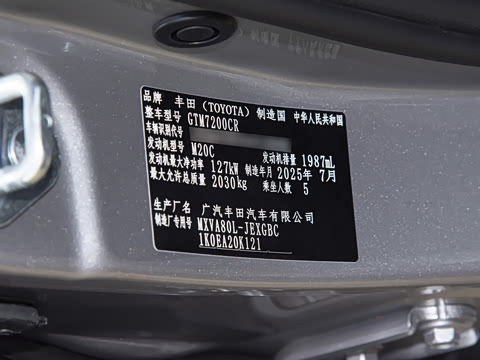 品牌 丰田（TOYOTA） 制造国 中华人民共和国
整车型号 GTM7200CR
车辆识别代号
发动机型号 M20C 发动机排量 1987mL
发动机最大净功率 127kW 制造年月 2025年 7月
最大允许总质量 2030kg 乘坐人数 5
生产厂名 广汽丰田汽车有限公司
制造厂专用号 MXVA80L-JEXGBC
1K0EA20K121